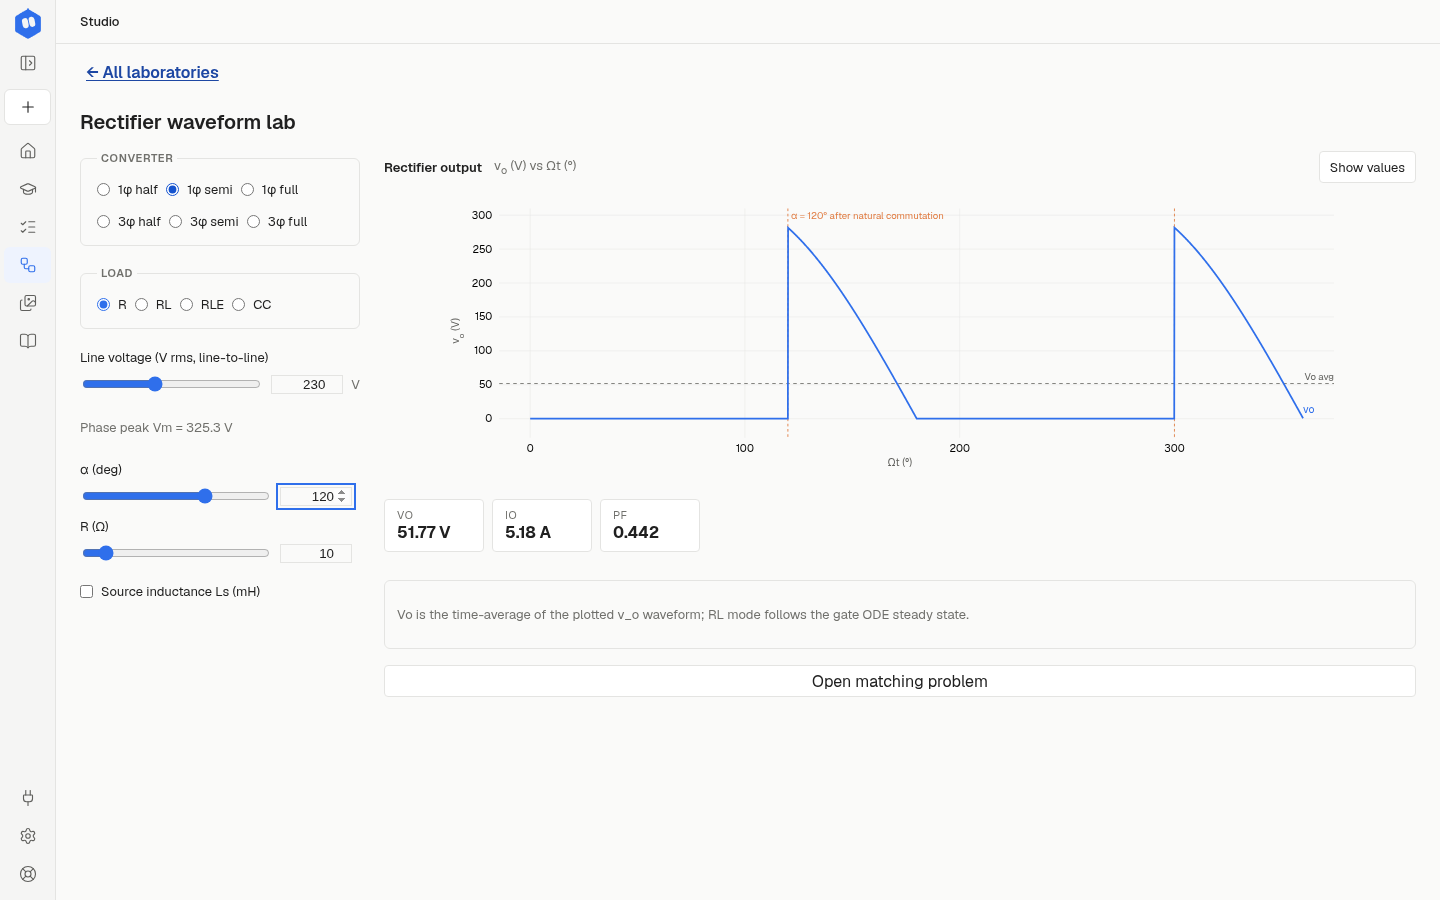 Studio
← All laboratories
Rectifier waveform lab
CONVERTER
1φ half 1φ semi 1φ full
3φ half 3φ semi 3φ full
LOAD
R RL RLE CC
Line voltage (V rms, line-to-line)
230 V
Phase peak Vm = 325.3 V
α (deg)
120
R (Ω)
10
Source inductance Ls (mH)
Rectifier output vo (V) vs Ωt (°)
Show values
α = 120° after natural commutation
300
250
200
150
100
50
0
vo (V)
Vo avg
vo
0 100 200 300
Ωt (°)
VO
51.77 V
IO
5.18 A
PF
0.442
Vo is the time-average of the plotted v_o waveform; RL mode follows the gate ODE steady state.
Open matching problem